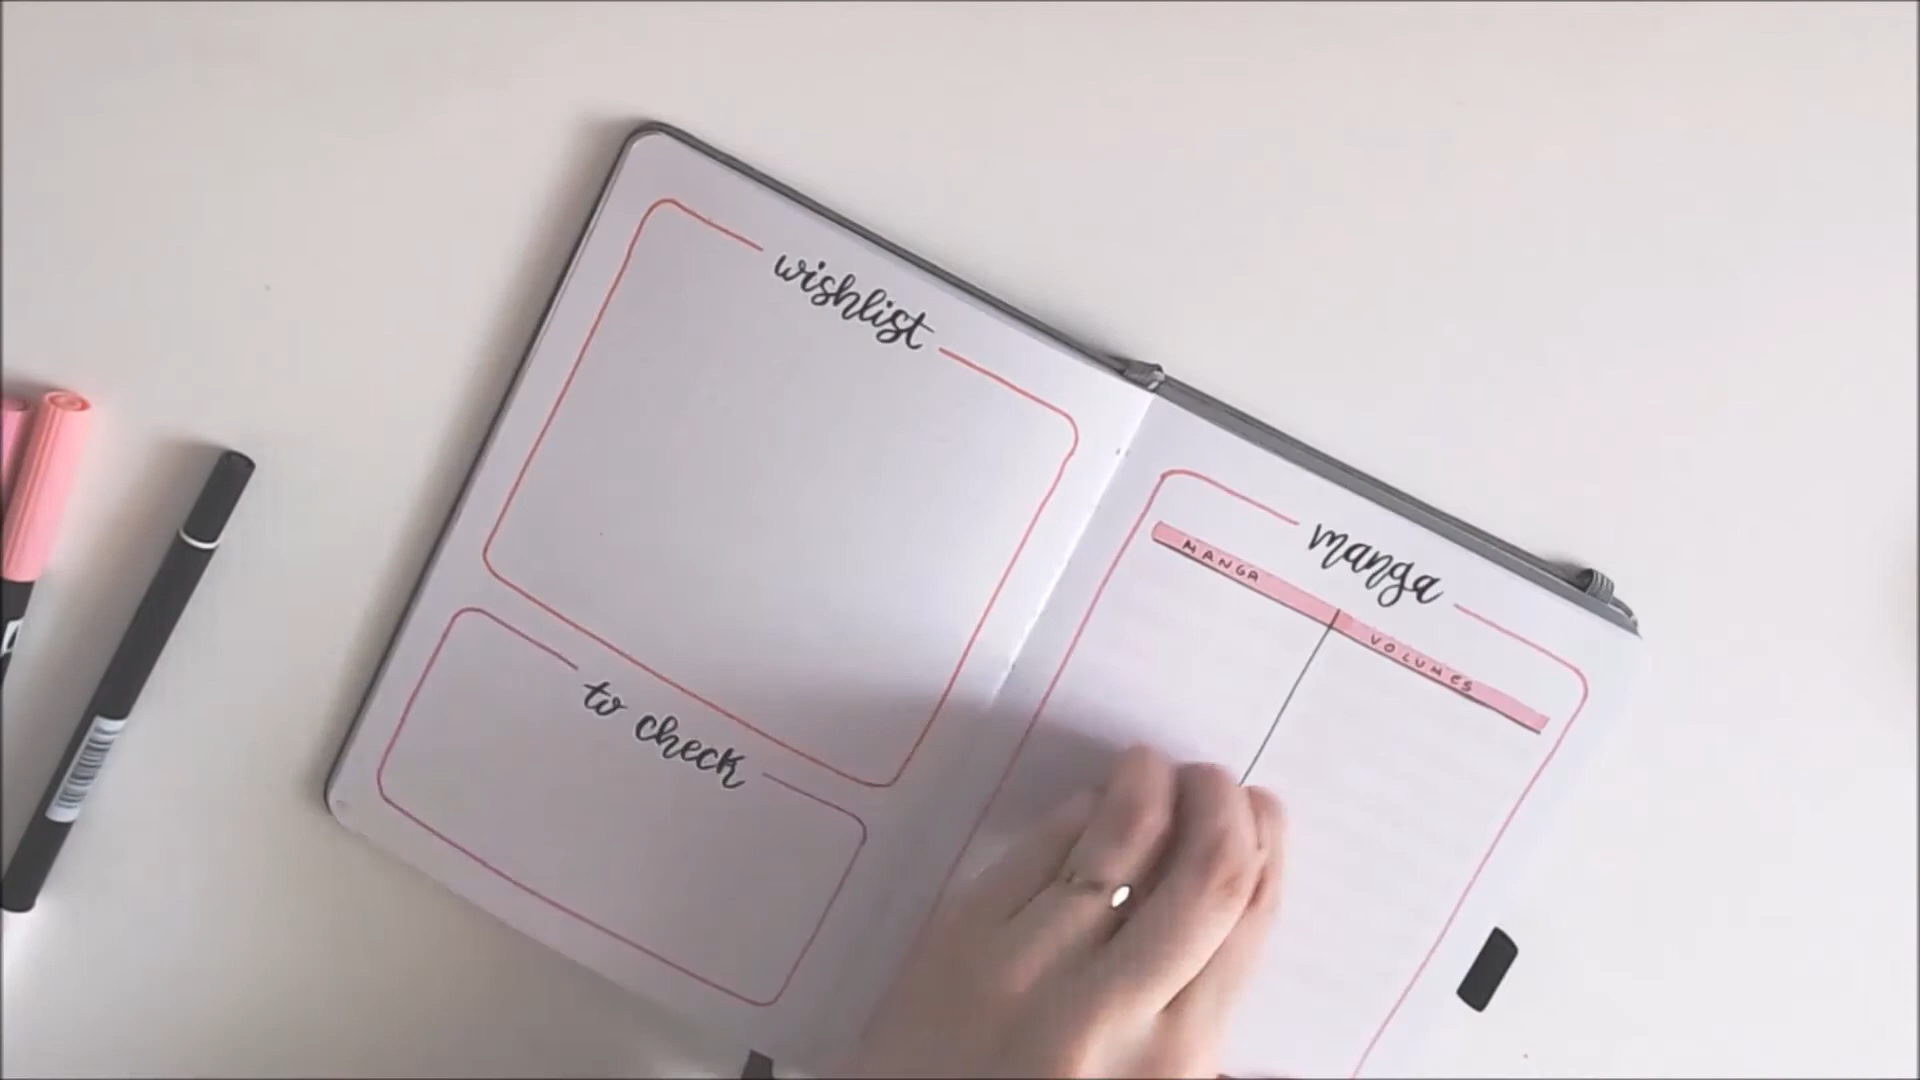 wishlist
to check
manga
MANGA
VOLUMES